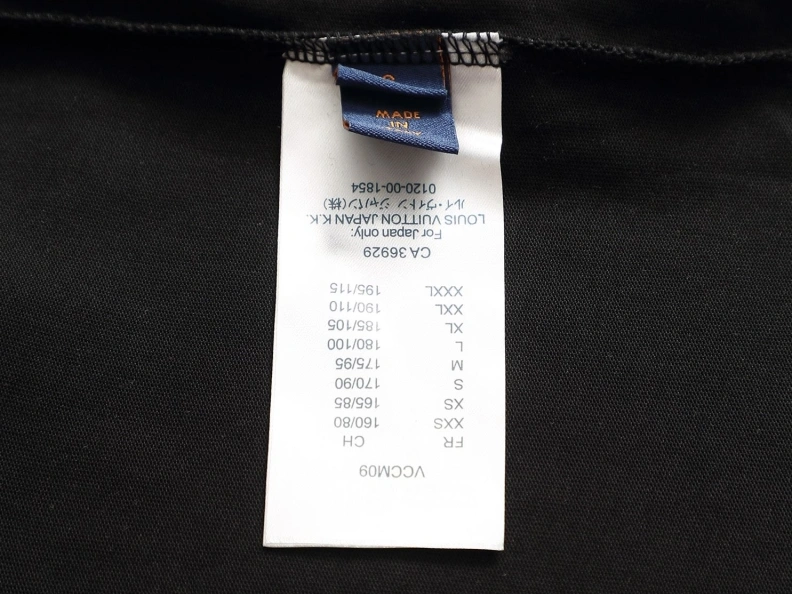 MADE
IN
VCCM09
FR CH
XXS 160/80
XS 165/85
S 170/90
M 175/95
L 180/100
XL 185/105
XXL 190/110
XXXL 195/115
CA 36929
For Japan only:
LOUIS VUITTON JAPAN K.K.
ルイ・ヴィトン ジャパン(株)
0120-00-1854